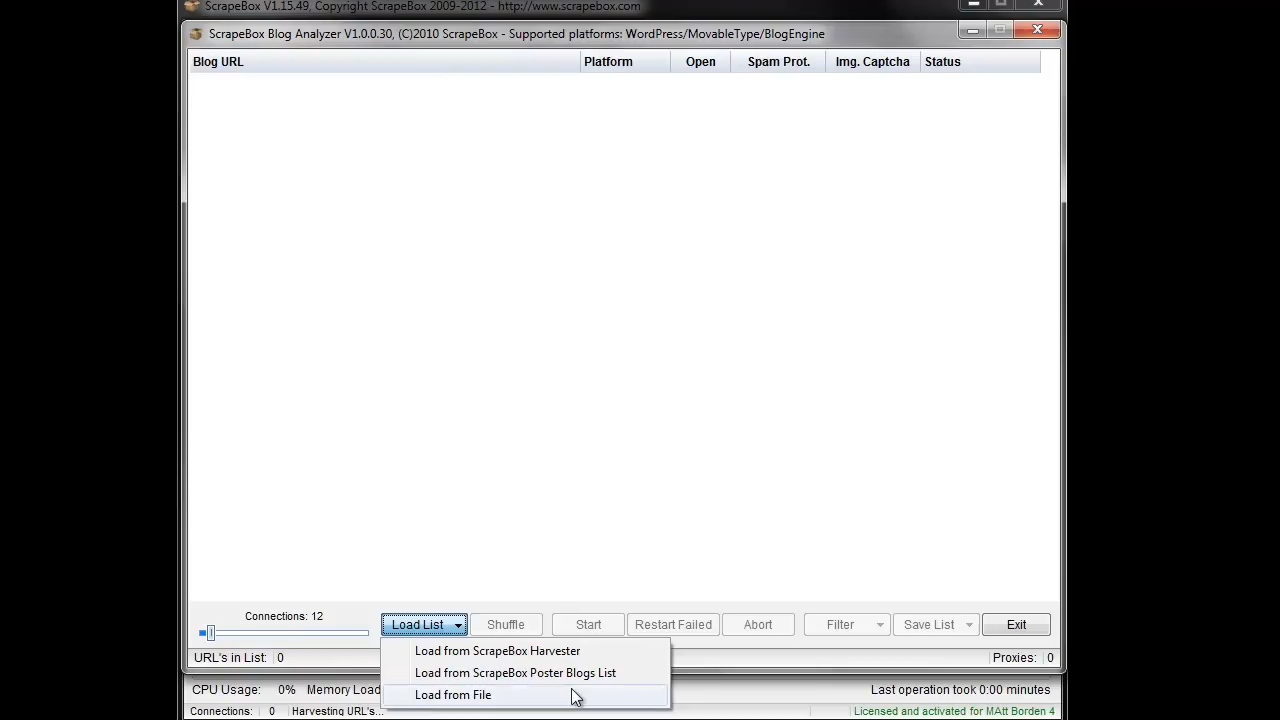 ScrapeBox V1.15.49, Copyright ScrapeBox 2009-2012 - http://www.scrapebox.com
ScrapeBox Blog Analyzer V1.0.0.30, (C)2010 ScrapeBox - Supported platforms: WordPress/MovableType/BlogEngine
Blog URL Platform Open Spam Prot. Img. Captcha Status
Connections: 12
Load List Shuffle Start Restart Failed Abort Filter Save List Exit
Load from ScrapeBox Harvester
Load from ScrapeBox Poster Blogs List
Load from File
URL's in List: 0 Proxies: 0
CPU Usage: 0% Memory Load Last operation took 0:00 minutes
Connections: 0 Harvesting URL's... Licensed and activated for MAtt Borden 4